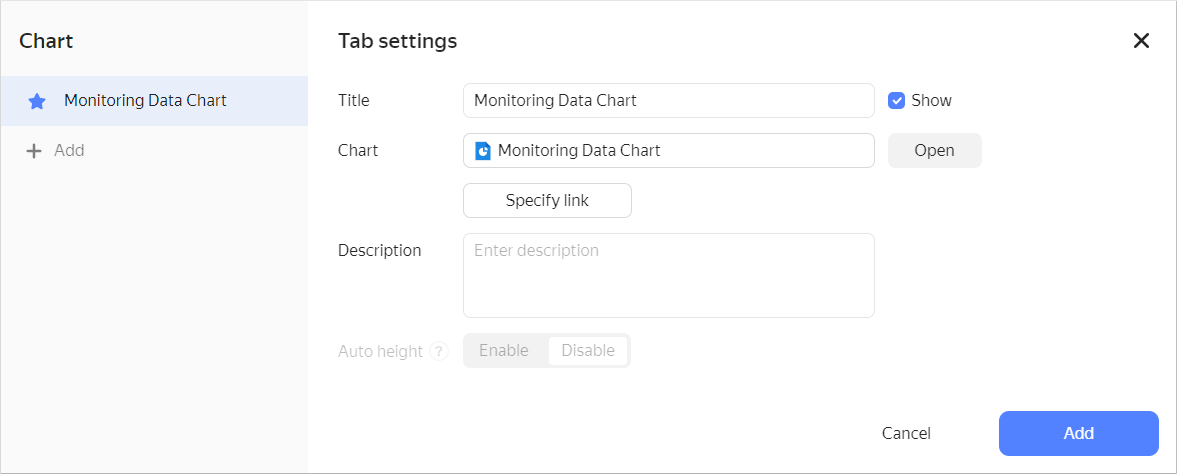 Chart
Monitoring Data Chart
Add
Tab settings
Title
Monitoring Data Chart
Show
Chart
Monitoring Data Chart
Open
Specify link
Description
Enter description
Auto height ?
Enable
Disable
Cancel
Add